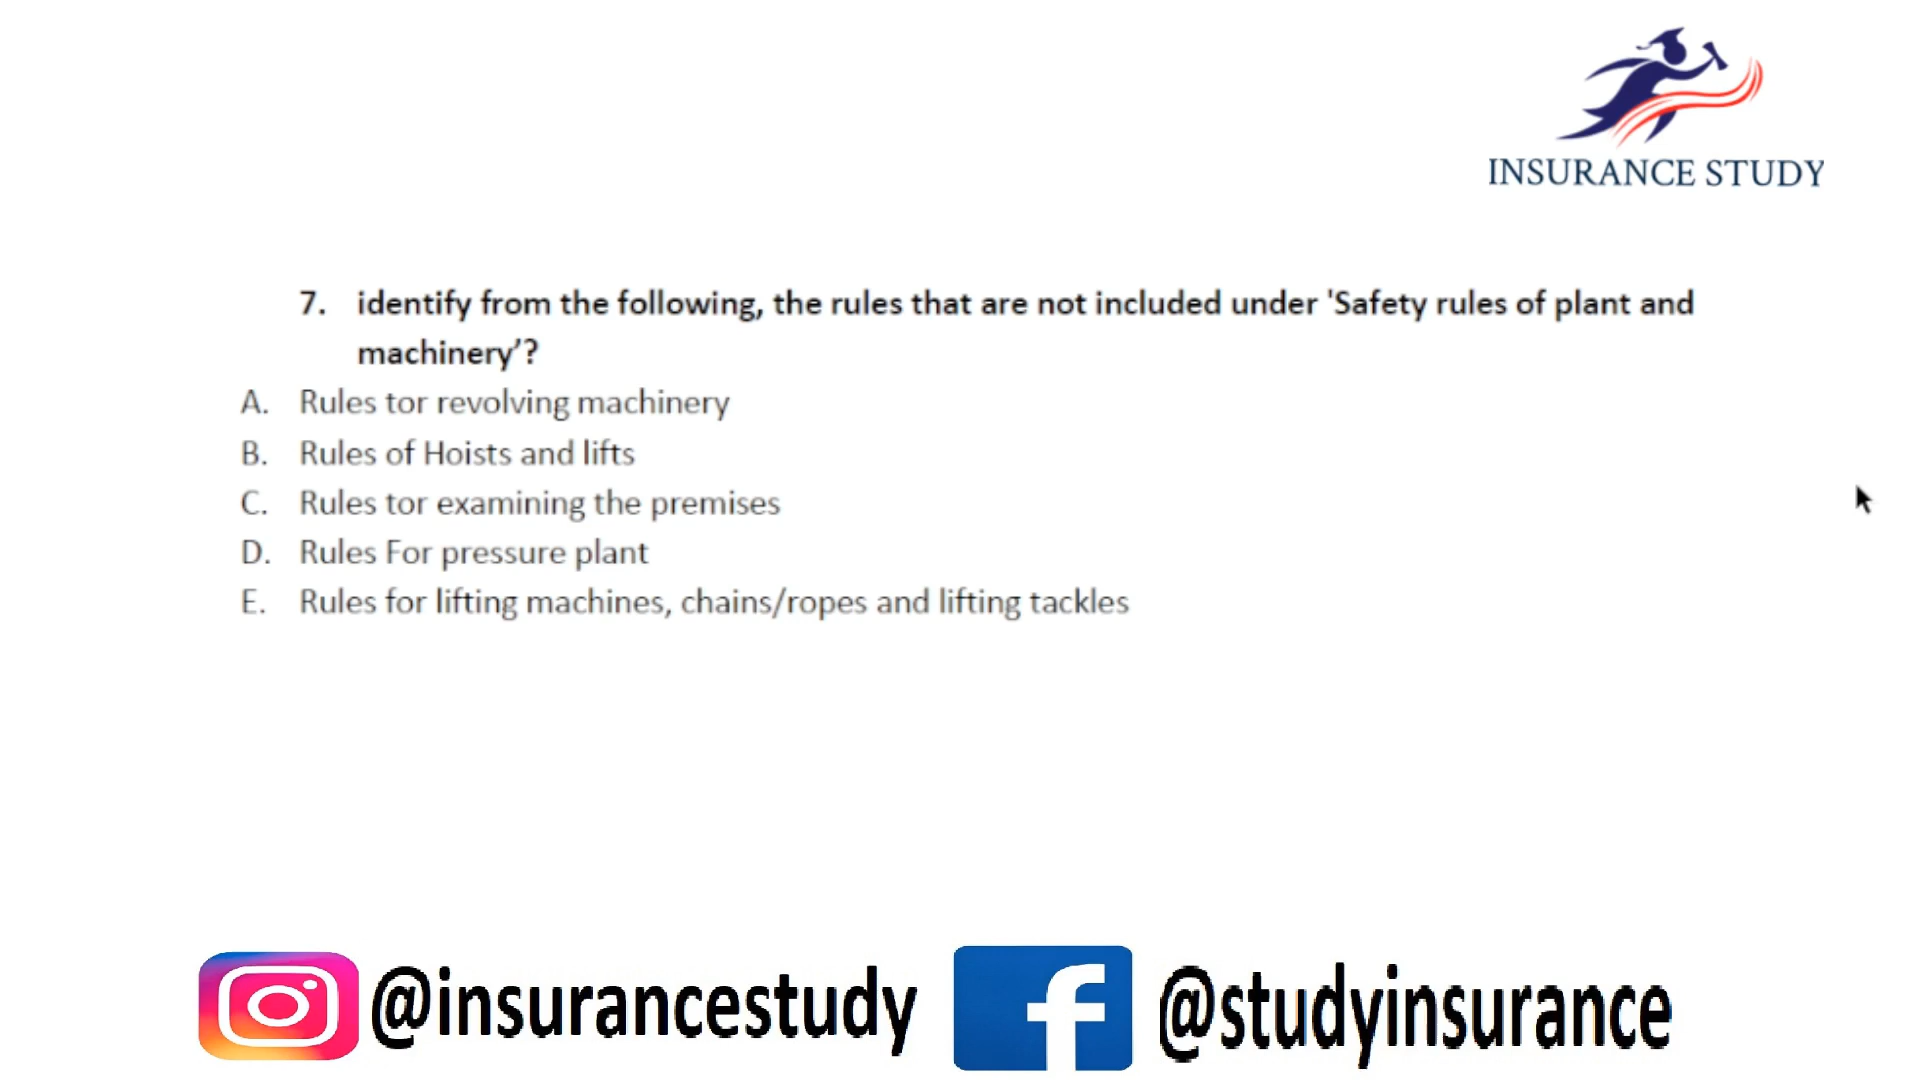 INSURANCE STUDY
7. identify from the following, the rules that are not included under 'Safety rules of plant and
machinery’?
A. Rules tor revolving machinery
B. Rules of Hoists and lifts
C. Rules tor examining the premises
D. Rules For pressure plant
E. Rules for lifting machines, chains/ropes and lifting tackles
@insurancestudy
@studyinsurance